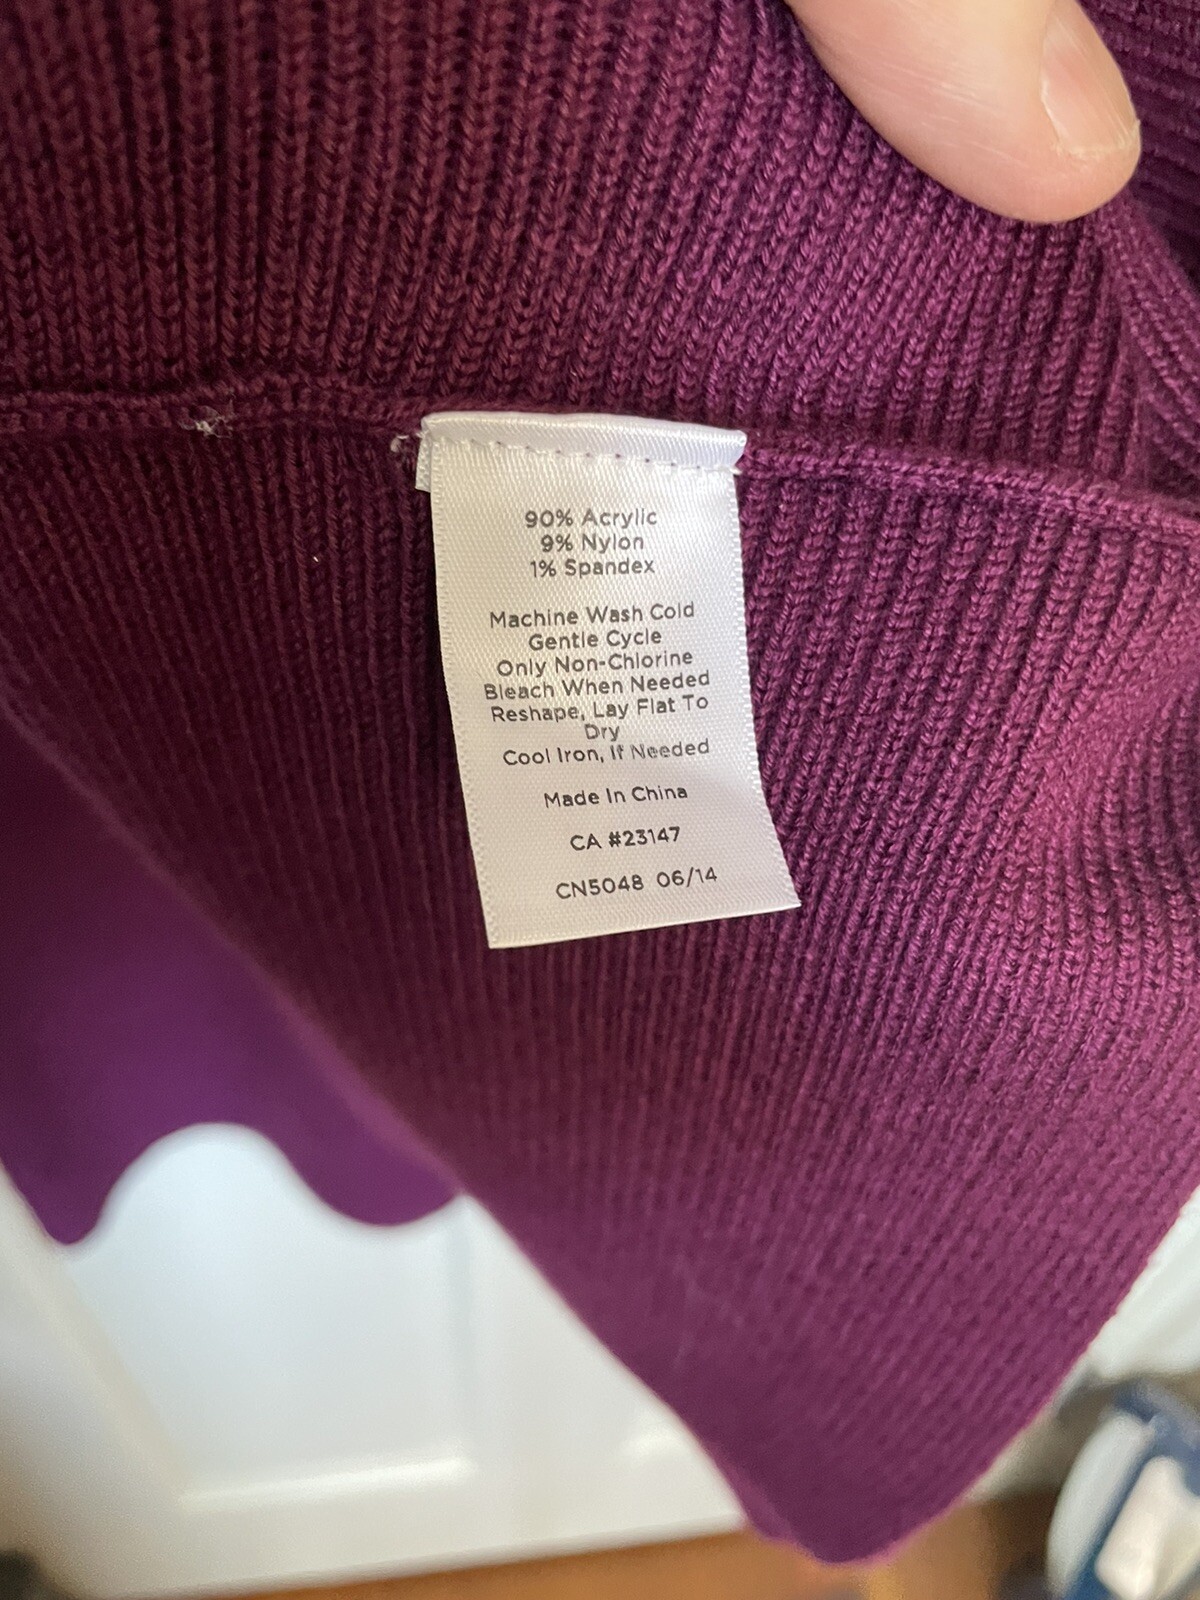 90% Acrylic
9% Nylon
1% Spandex
Machine Wash Cold
Gentle Cycle
Only Non-Chlorine
Bleach When Needed
Reshape, Lay Flat To
Dry
Cool Iron, If Needed
Made In China
CA #23147
CN5048 06/14